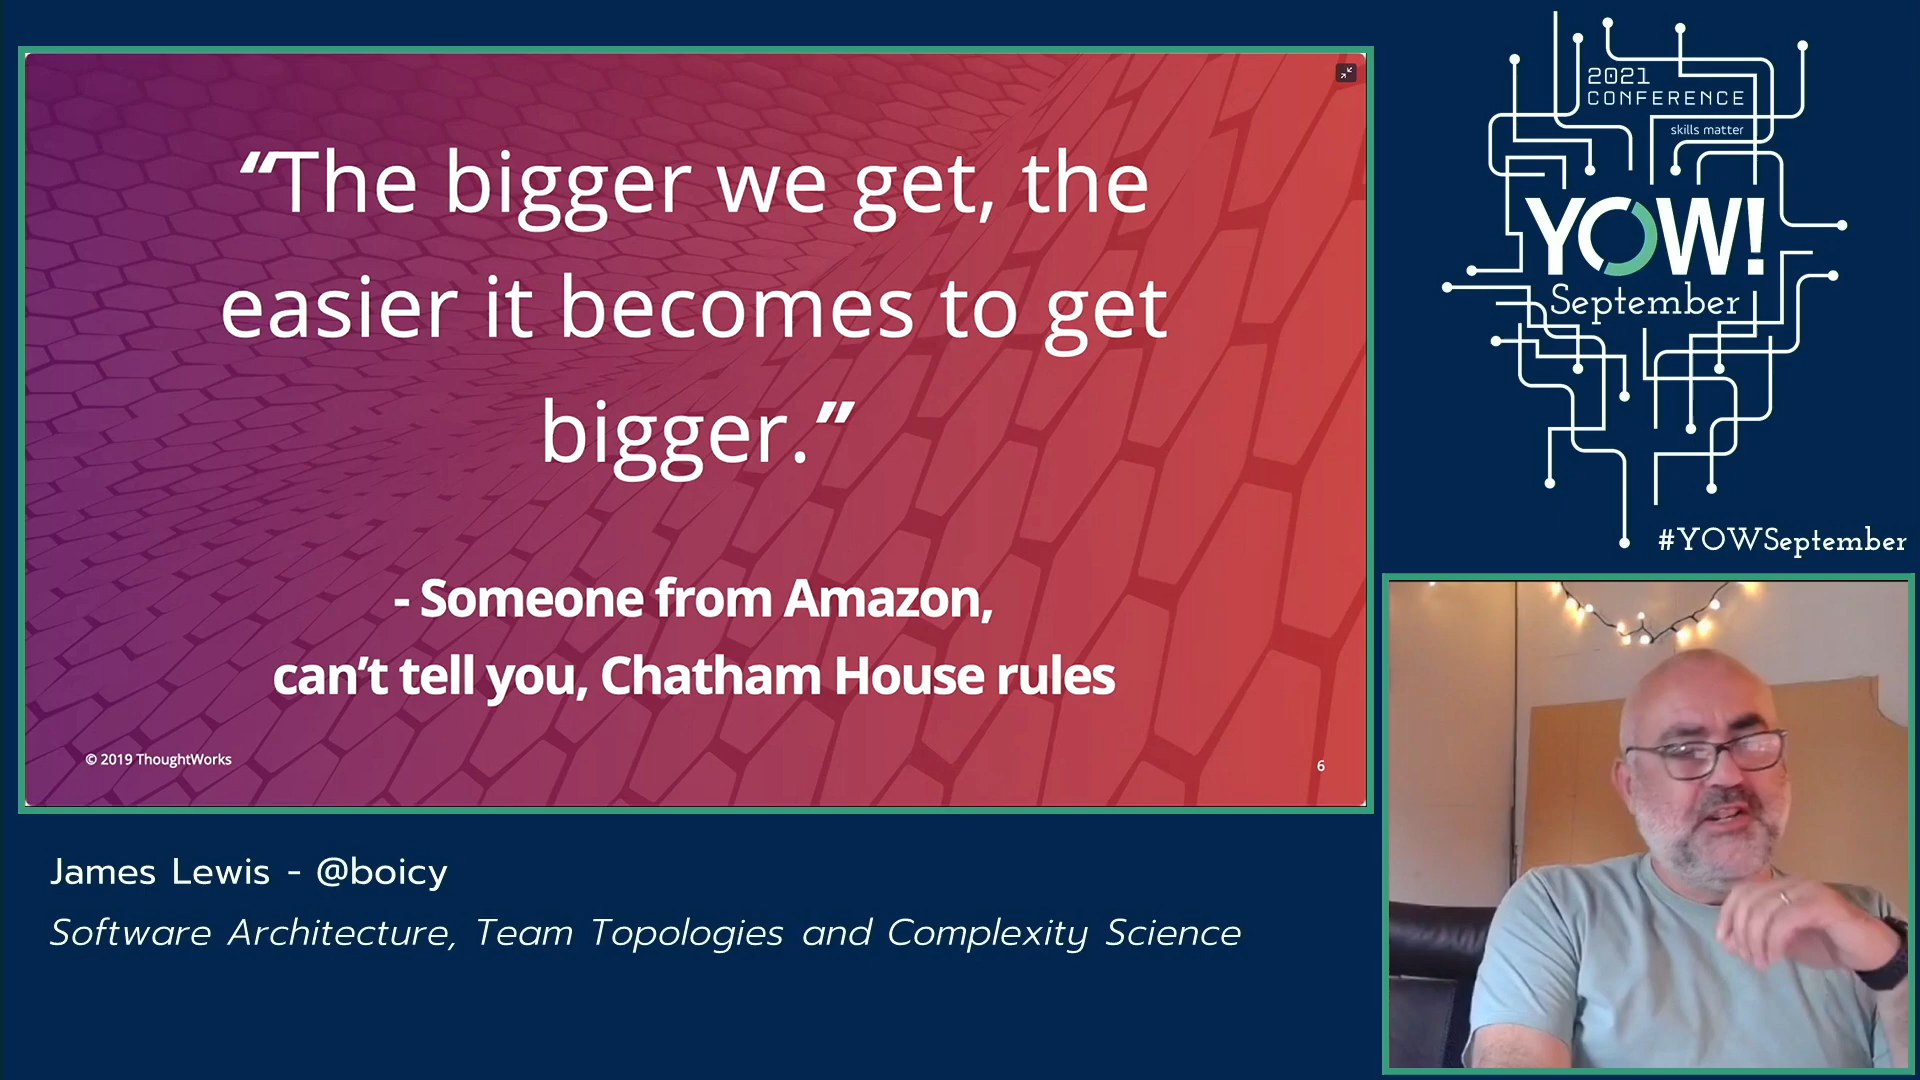 “The bigger we get, the
easier it becomes to get
bigger.”
- Someone from Amazon,
can’t tell you, Chatham House rules
© 2019 ThoughtWorks
6
2021
CONFERENCE
skills matter
YOW!
September
#YOWSeptember
James Lewis - @boicy
Software Architecture, Team Topologies and Complexity Science